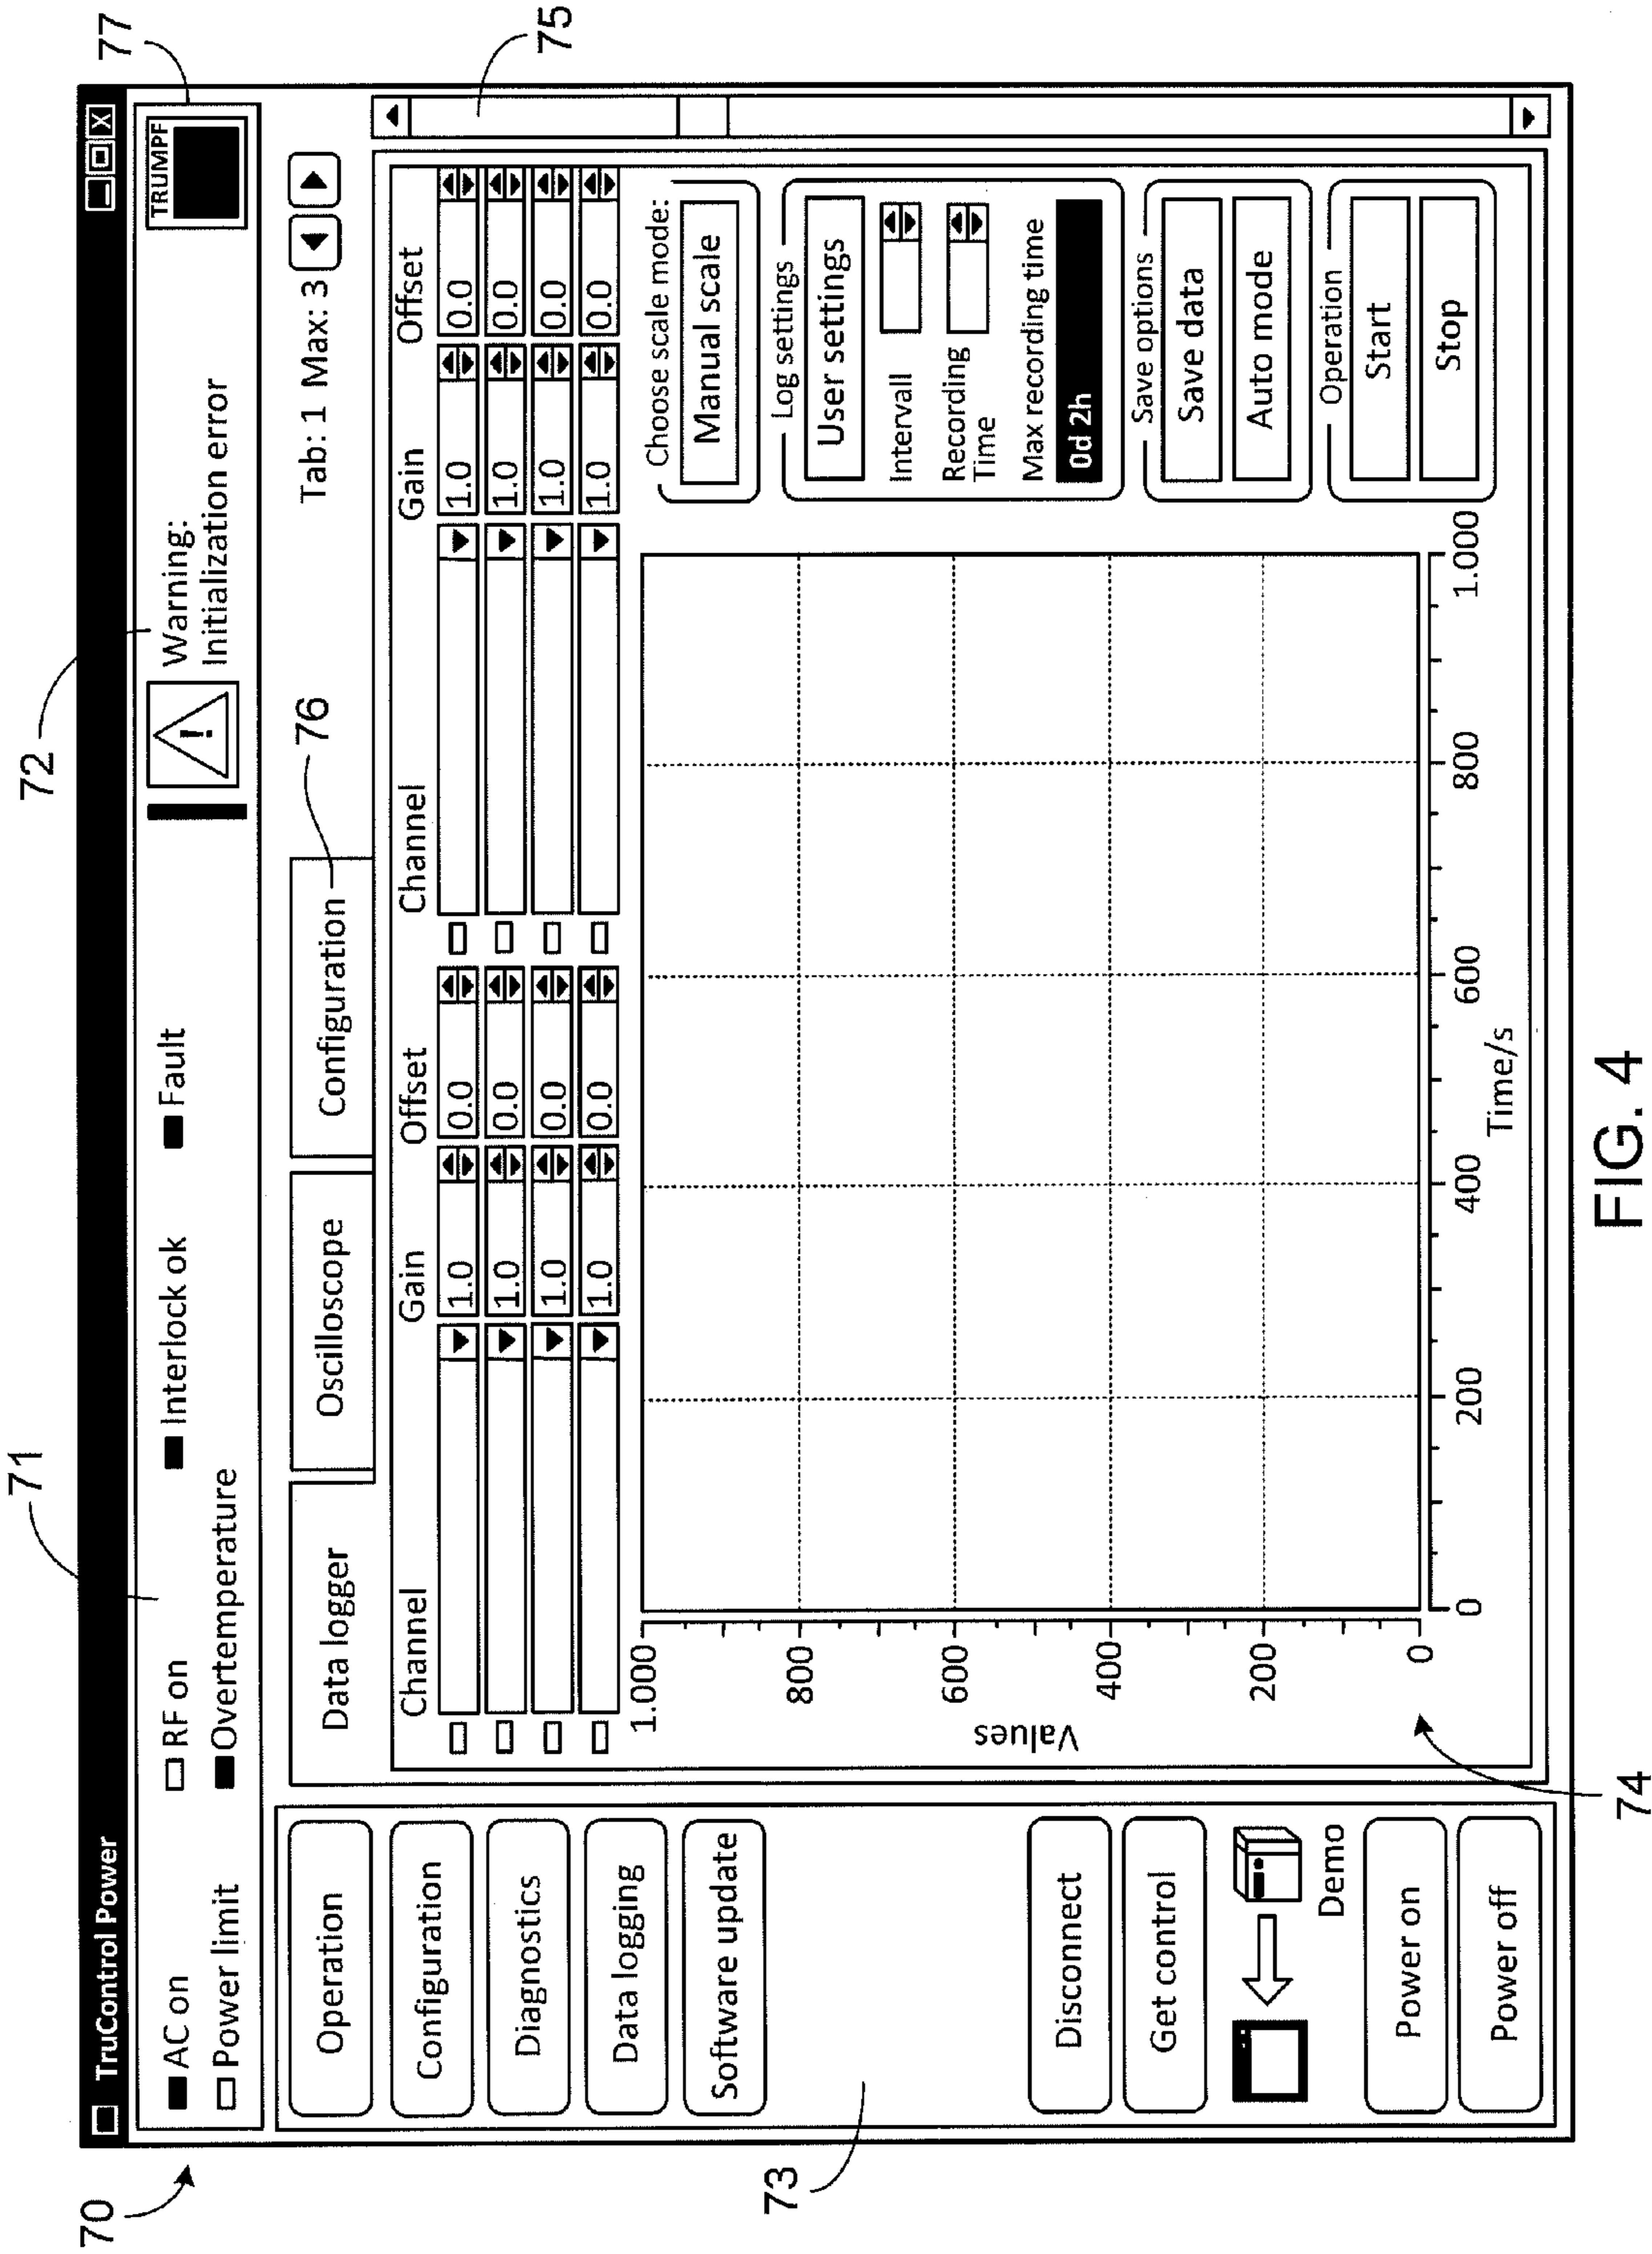 70
71
72
77
TruControl Power
AC on
RF on
Interlock ok
Fault
Power limit
Overtemperature
!
Warning:
Initialization error
TRUMPF
Operation
Configuration
Diagnostics
Data logging
Software update
73
Disconnect
Get control
Demo
Power on
Power off
Data logger
Oscilloscope
Configuration
76
Tab: 1 Max: 3
75
Channel Gain Offset Channel Gain Offset
1.0 0.0 1.0 0.0
1.0 0.0 1.0 0.0
1.0 0.0 1.0 0.0
1.0 0.0 1.0 0.0
1.000
800
600
400
200
0
Values
0 200 400 600 800 1.000
Time/s
74
Choose scale mode:
Manual scale
Log settings
User settings
Intervall
Recording
Time
Max recording time
0d 2h
Save options
Save data
Auto mode
Operation
Start
Stop
FIG. 4